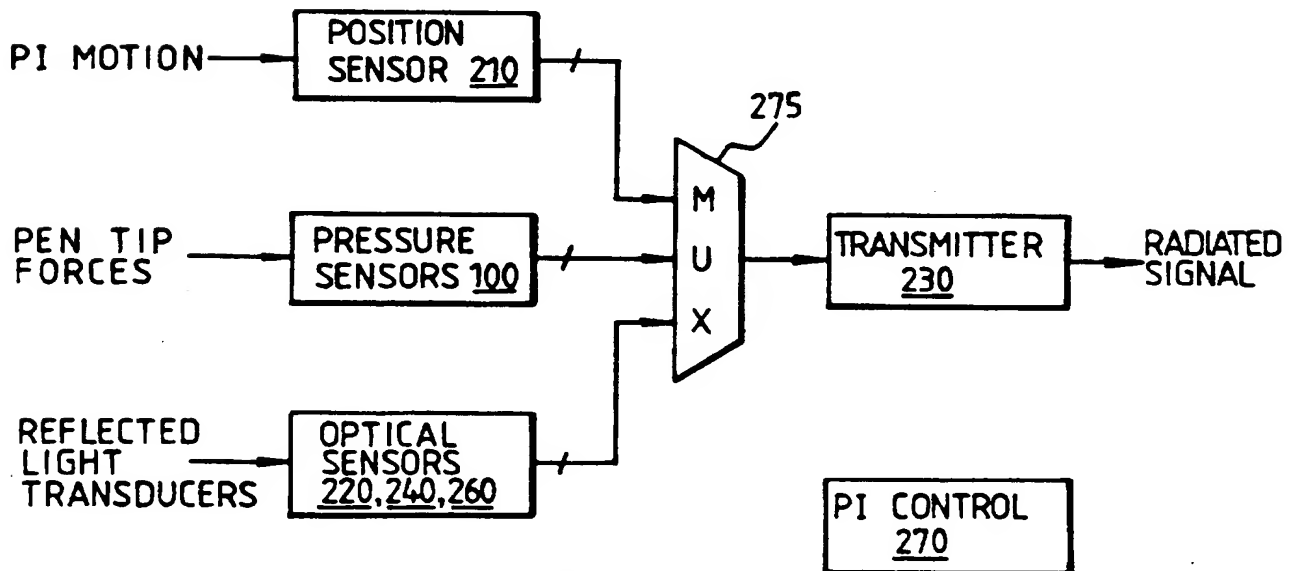 PI MOTION
POSITION
SENSOR 210
275
PEN TIP
FORCES
PRESSURE
SENSORS 100
M
U
X
TRANSMITTER
230
RADIATED
SIGNAL
REFLECTED
LIGHT
TRANSDUCERS
OPTICAL
SENSORS
220, 240, 260
PI CONTROL
270